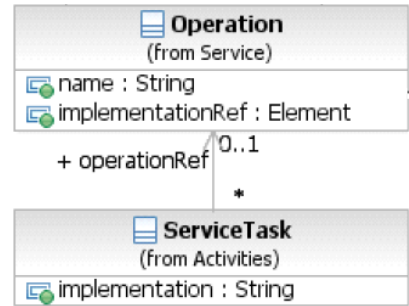 Operation
(from Service)
name : String
implementationRef : Element
0..1
+ operationRef
*
ServiceTask
(from Activities)
implementation : String